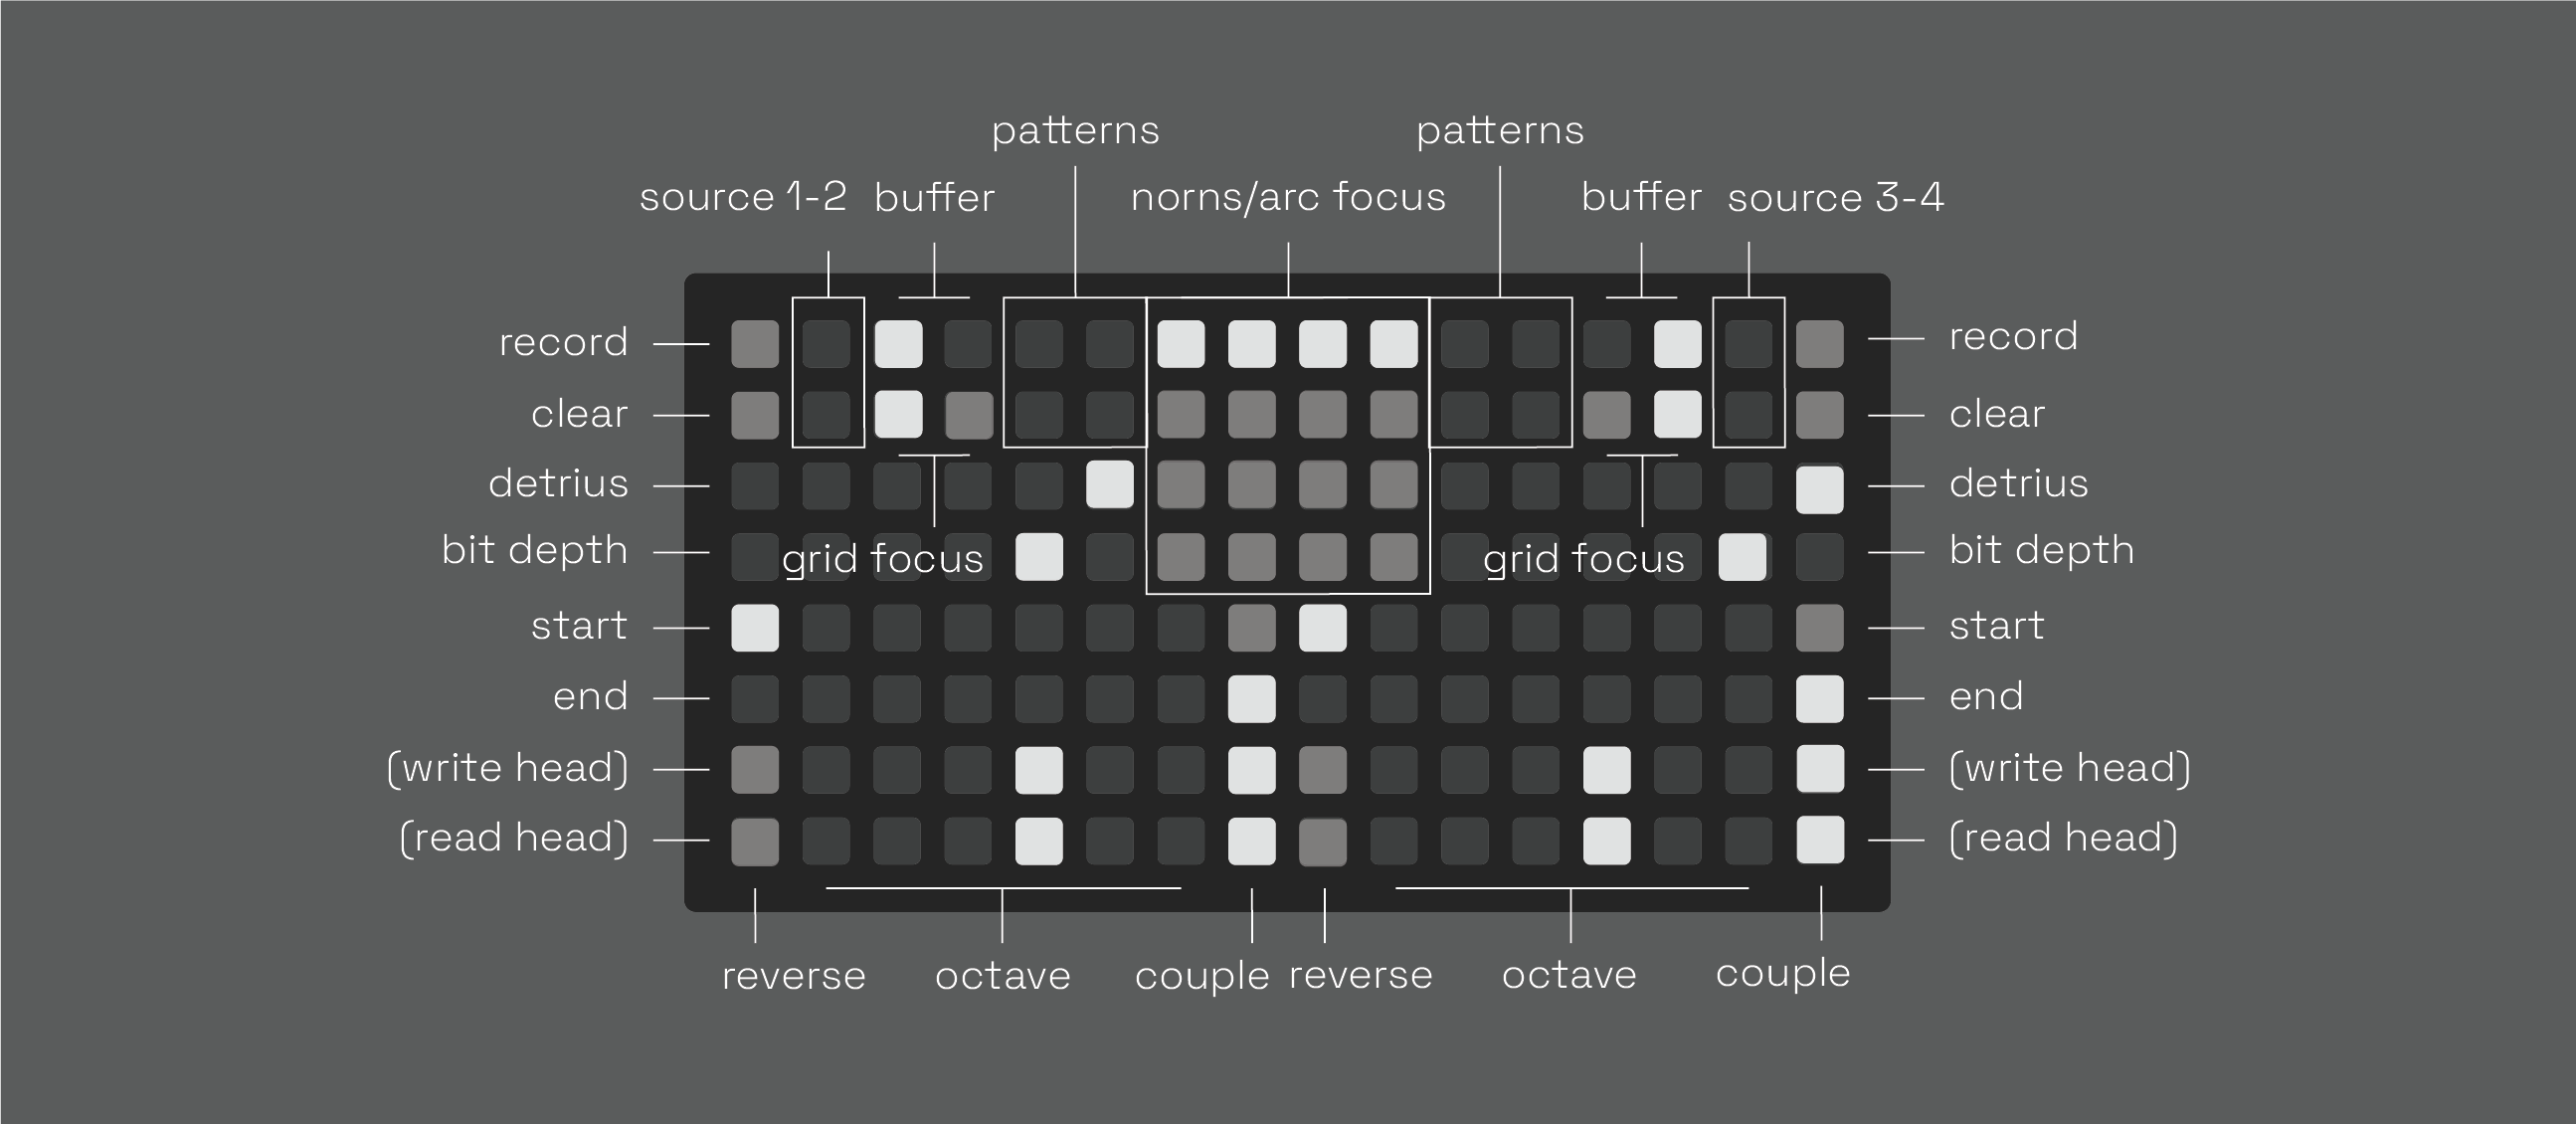 patterns patterns
source 1-2 buffer norns/arc focus buffer source 3-4
record record
clear clear
detrius detrius
bit depth grid focus grid focus bit depth
start start
end end
(write head) (write head)
(read head) (read head)
reverse octave couple reverse octave couple